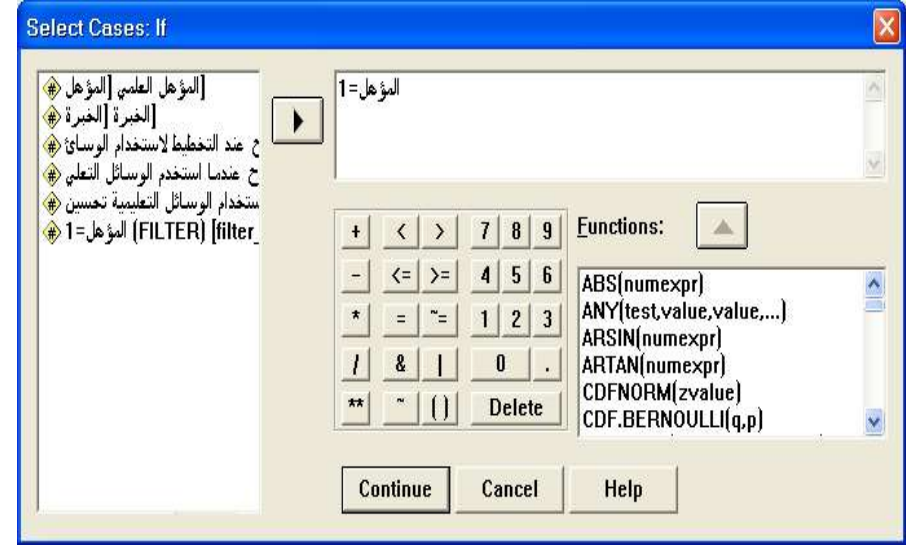 Select Cases: If
المؤهل العلمي [المؤهل]
الخبرة [الخبرة]
ح عند التخطيط لاستخدام الوسائ
ح عندما استخدم الوسائل التعلي
ستخدام الوسائل التعليمية تحسين
المؤهل=1 (FILTER) [filter_
المؤهل=1
+ < > 7 8 9
- <= >= 4 5 6
* = ~= 1 2 3
/ & | 0 .
** ~ ( ) Delete
Functions:
ABS(numexpr)
ANY(test,value,value,...)
ARSIN(numexpr)
ARTAN(numexpr)
CDFNORM(zvalue)
CDF.BERNOULLI(q,p)
Continue Cancel Help